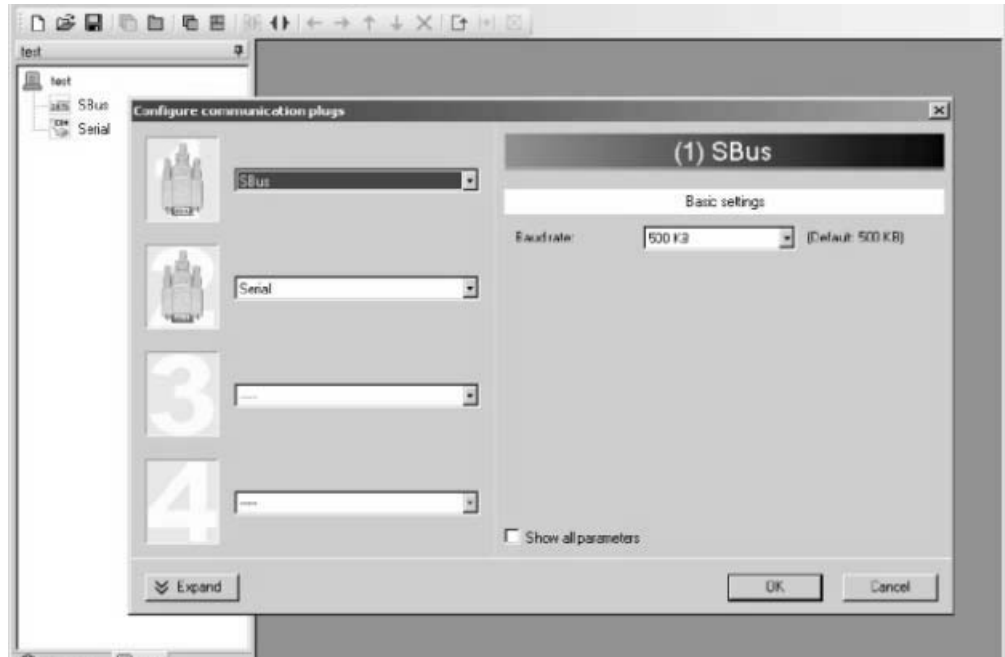 test
test
SBus
Serial
Configure communication plugs
SBus
Serial
3
----
4
----
(1) SBus
Basic settings
Baud rate:
500 KB
(Default: 500 KB)
Show all parameters
Expand
OK
Cancel